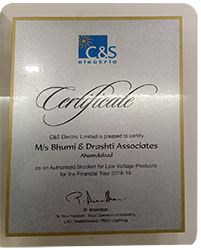 C&S
electric
Certificate
C&S Electric Limited is pleased to certify
M/s Bhumi & Drashti Associates
Ahemdabad
as an Authorised Stockist for Low Voltage Products
for the Financial Year 2018-19